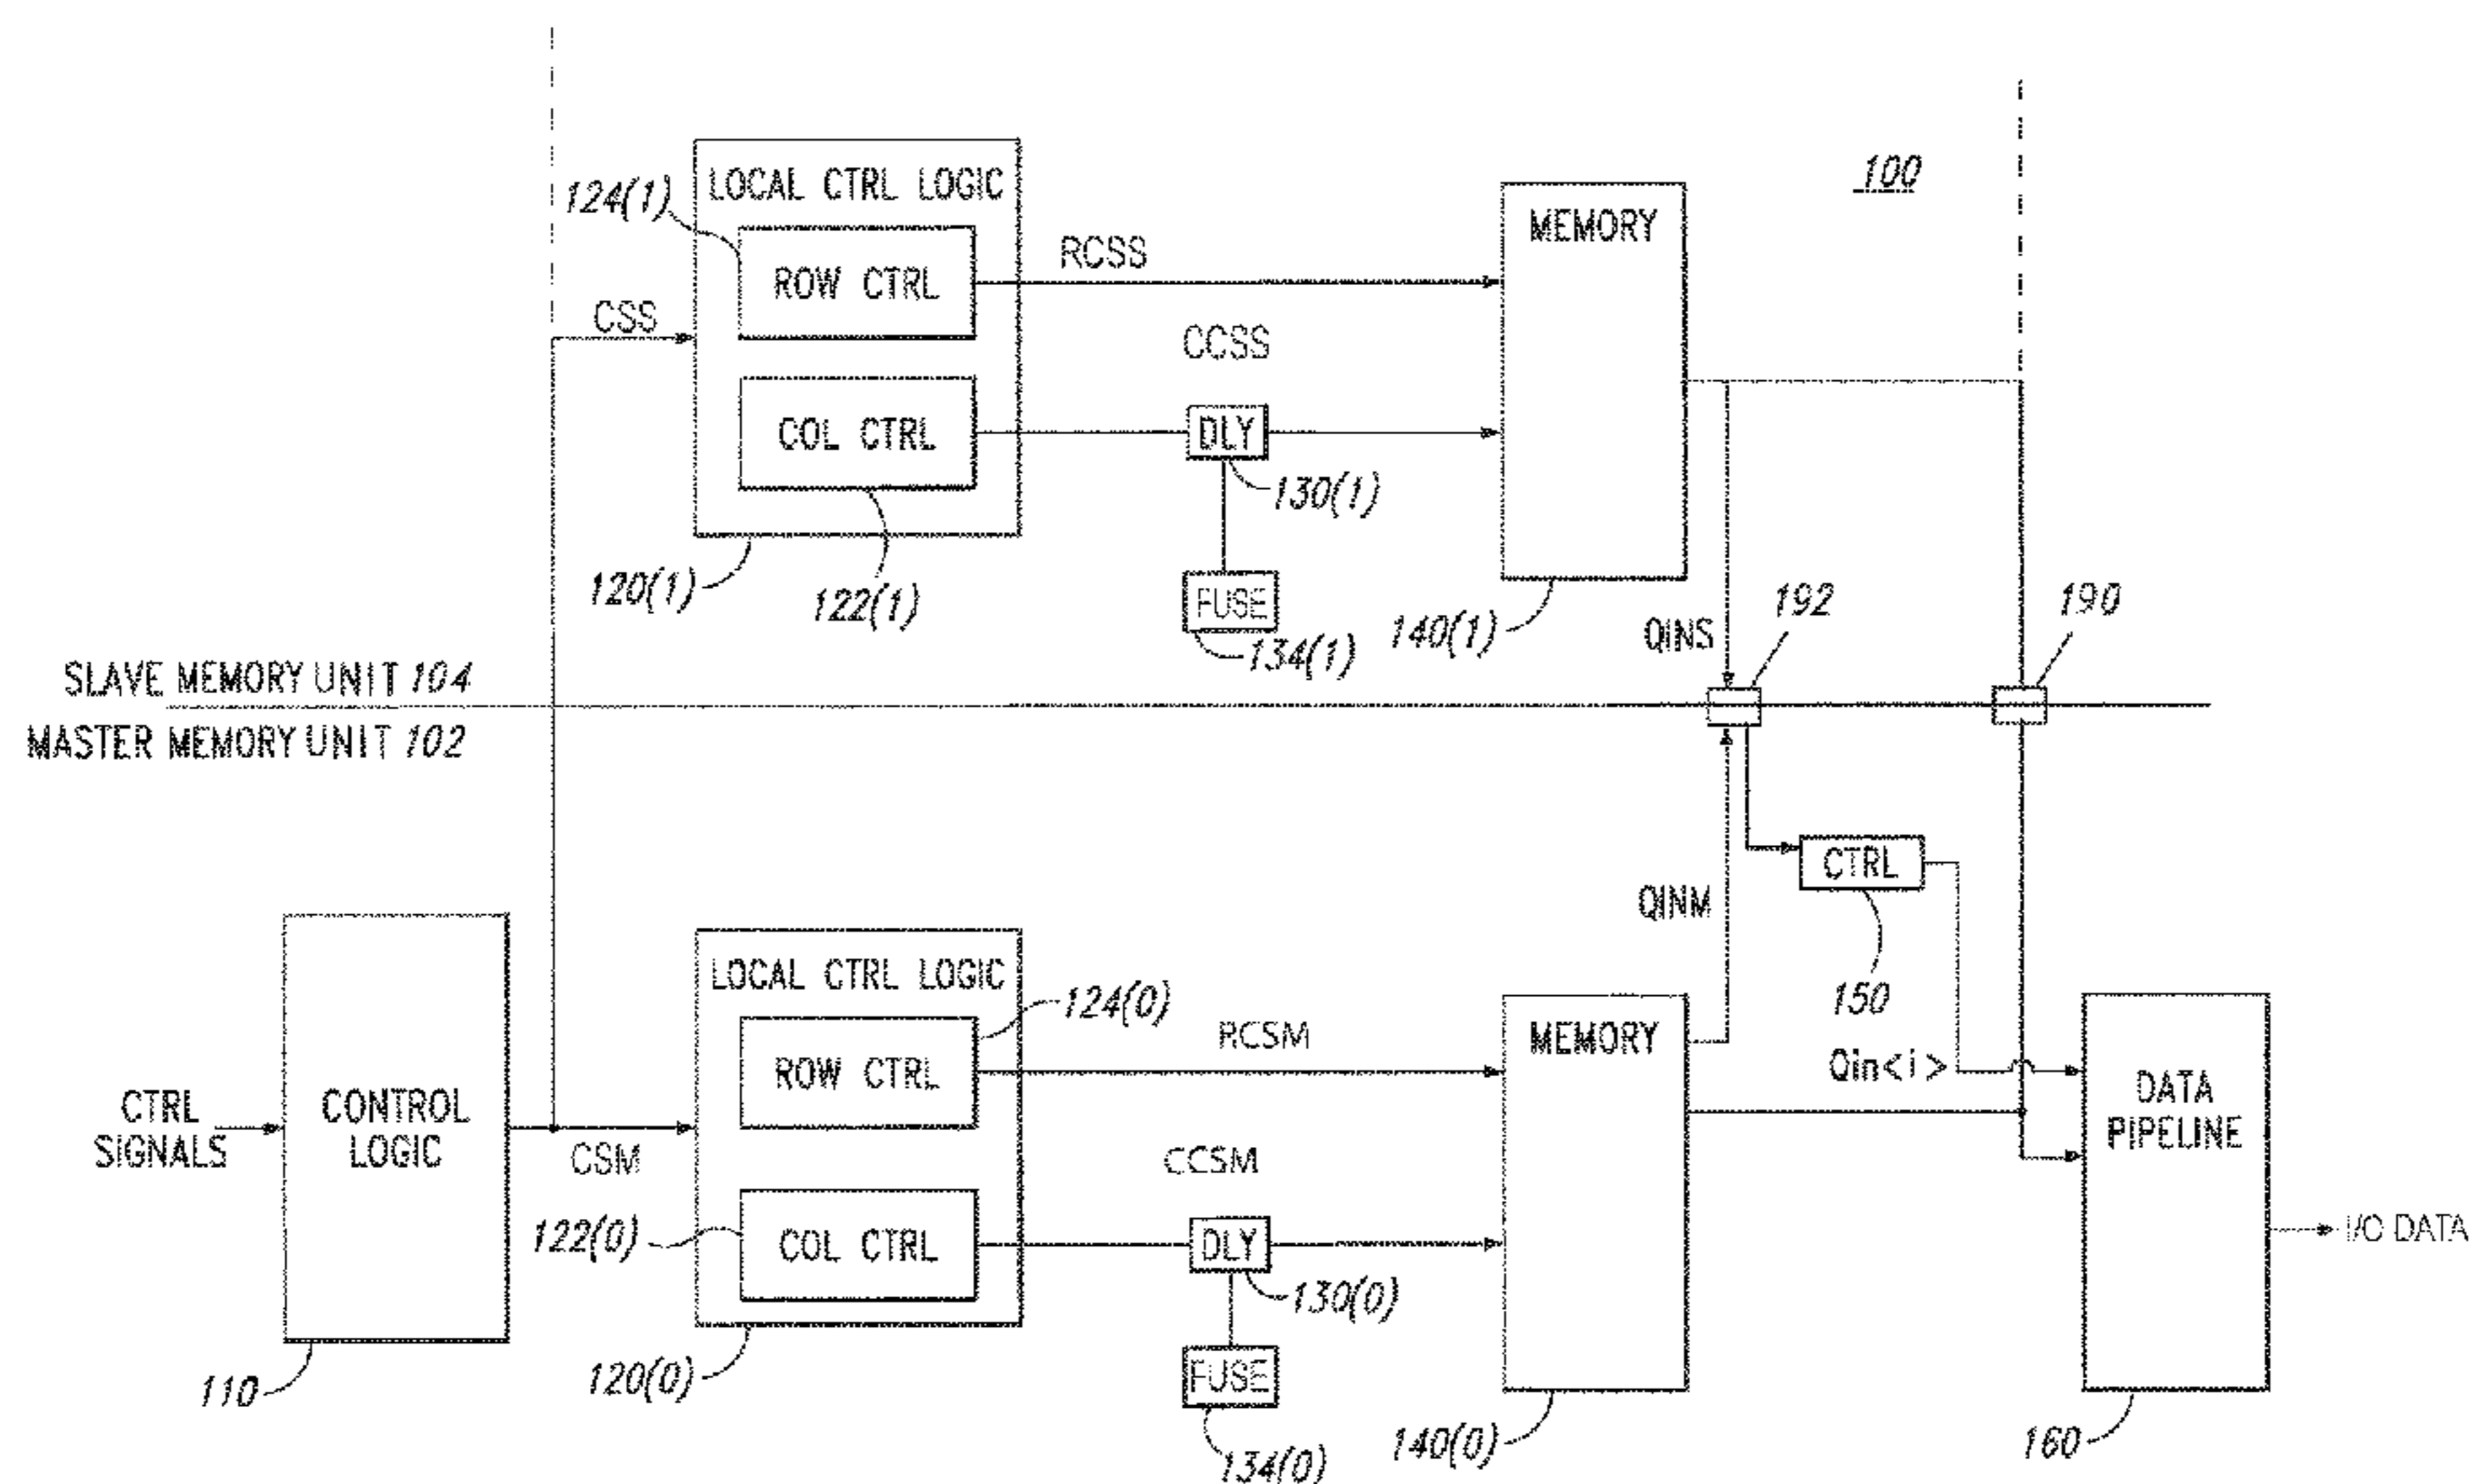 100
LOCAL CTRL LOGIC
124(1)
ROW CTRL
RCSS
MEMORY
CSS
CCSS
COL CTRL
DLY
130(1)
120(1)
122(1)
FUSE
134(1)
140(1)
QINS
192
190
SLAVE MEMORY UNIT 104
MASTER MEMORY UNIT 102
CTRL
150
QINM
LOCAL CTRL LOGIC
124(0)
ROW CTRL
RCSM
MEMORY
Qin<i>
CTRL
SIGNALS
CONTROL
LOGIC
CSM
CCSM
DATA
PIPELINE
122(0)
COL CTRL
DLY
130(0)
I/O DATA
110
120(0)
FUSE
134(0)
140(0)
160